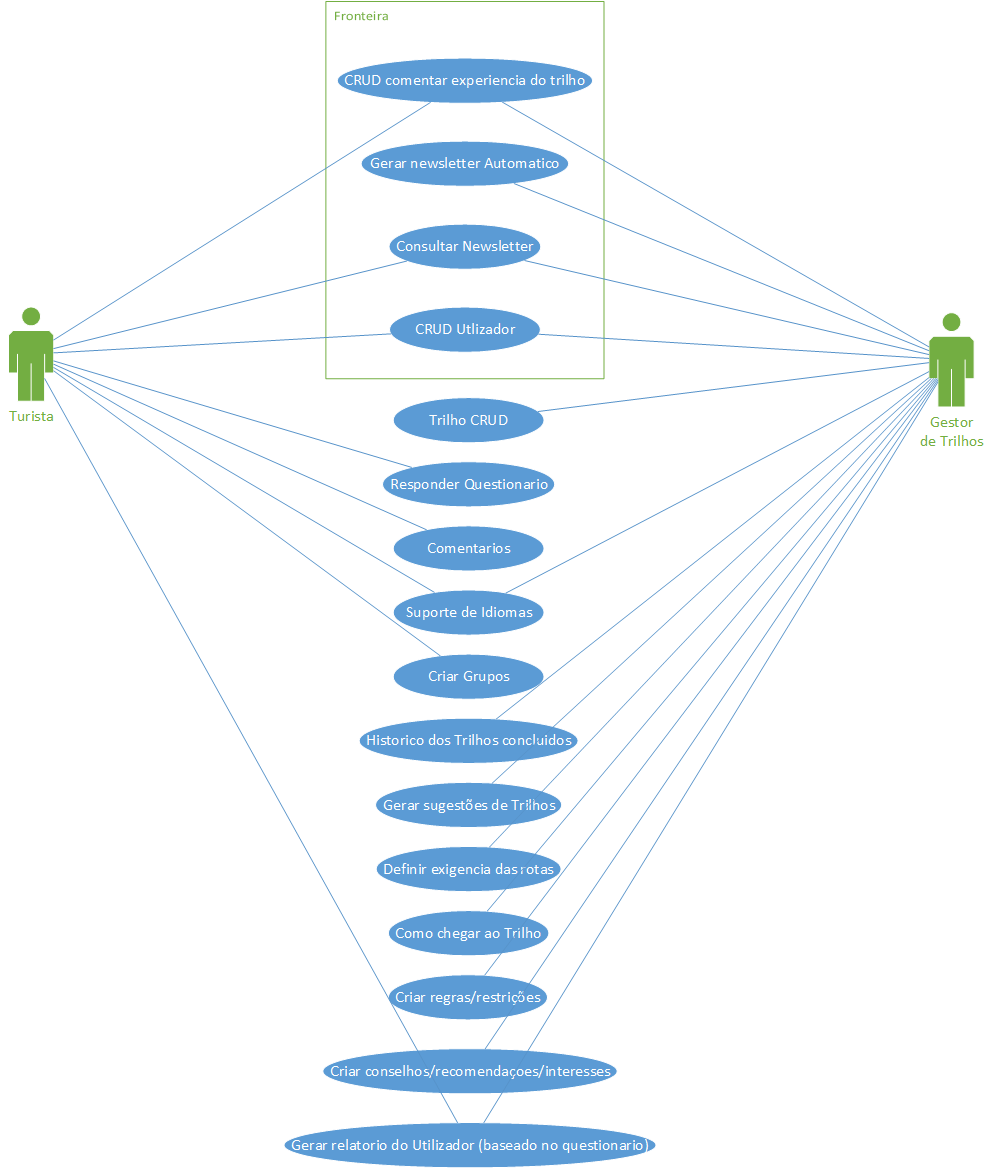 Fronteira
CRUD comentar experiencia do trilho
Gerar newsletter Automatico
Consultar Newsletter
CRUD Utlizador
Turista
Gestor
de Trilhos
Trilho CRUD
Responder Questionario
Comentarios
Suporte de Idiomas
Criar Grupos
Historico dos Trilhos concluidos
Gerar sugestões de Trilhos
Definir exigencia das rotas
Como chegar ao Trilho
Criar regras/restrições
Criar conselhos/recomendaçoes/interesses
Gerar relatorio do Utilizador (baseado no questionario)